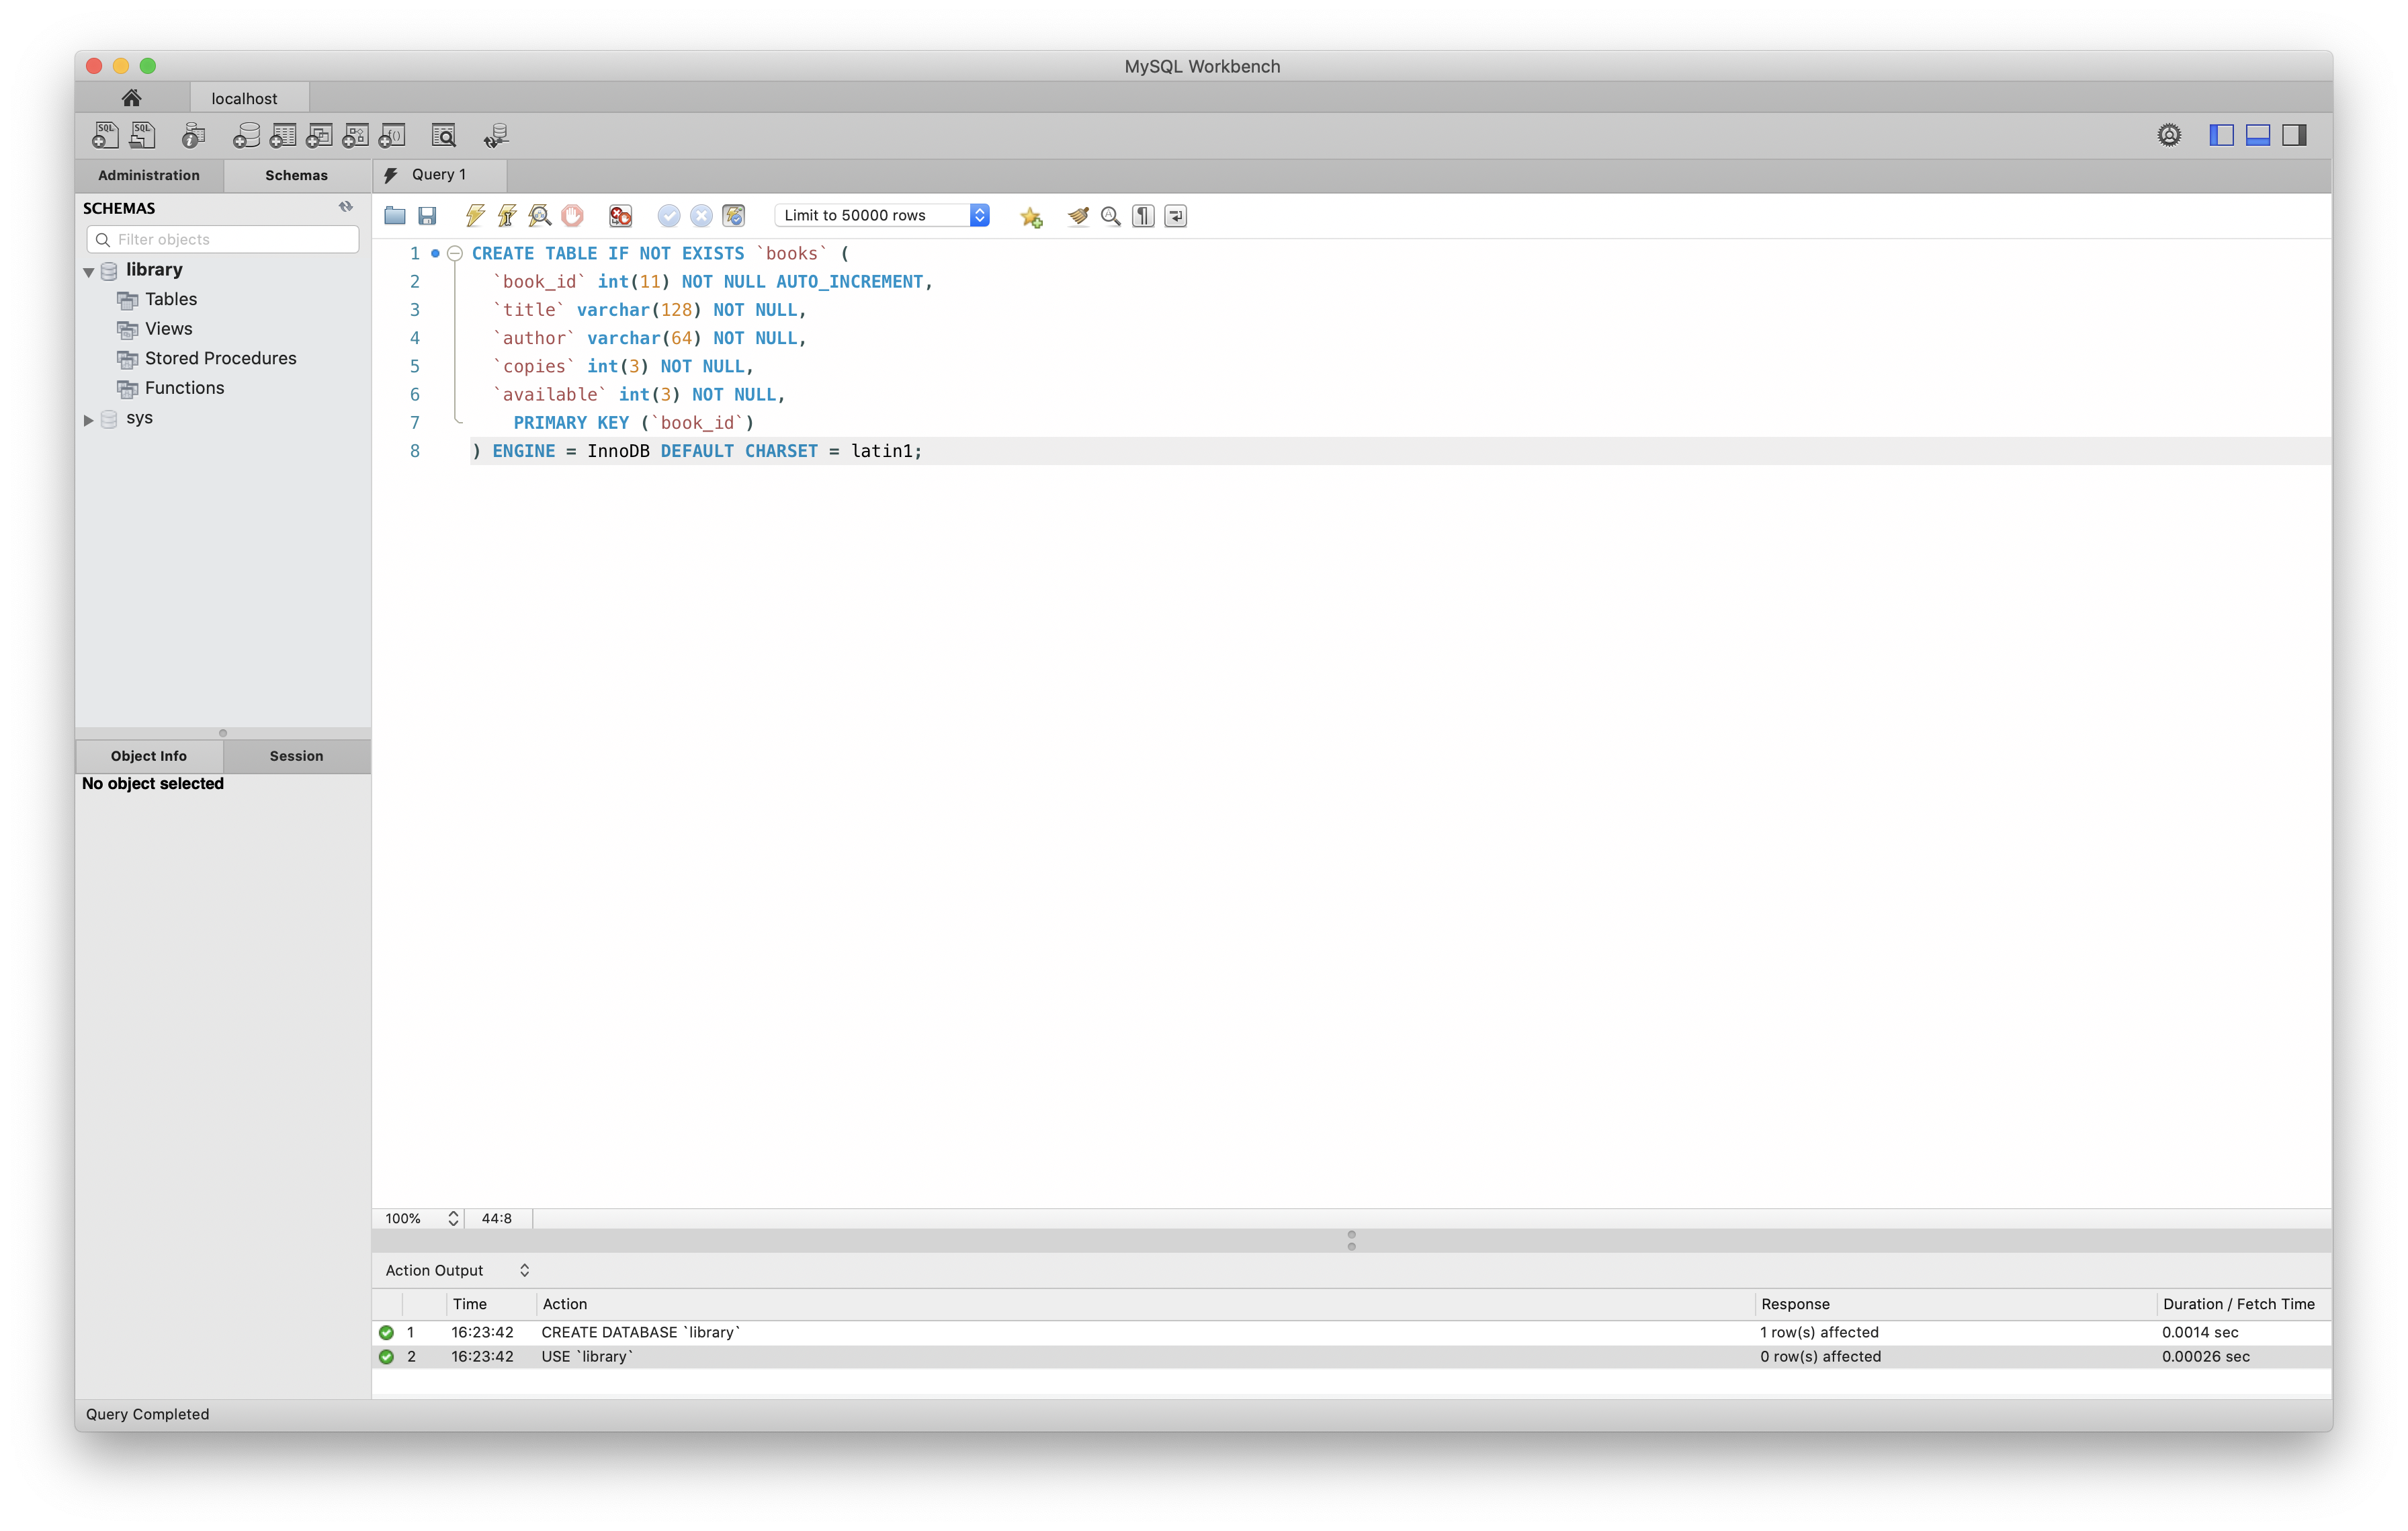 MySQL Workbench
localhost
Administration Schemas
Query 1
SCHEMAS
Filter objects
Limit to 50000 rows
library
Tables
Views
Stored Procedures
Functions
sys
1 CREATE TABLE IF NOT EXISTS `books` (
2 `book_id` int(11) NOT NULL AUTO_INCREMENT,
3 `title` varchar(128) NOT NULL,
4 `author` varchar(64) NOT NULL,
5 `copies` int(3) NOT NULL,
6 `available` int(3) NOT NULL,
7 PRIMARY KEY (`book_id`)
8 ) ENGINE = InnoDB DEFAULT CHARSET = latin1;
Object Info Session
No object selected
100% 44:8
Action Output
Time Action Response Duration / Fetch Time
1 16:23:42 CREATE DATABASE `library` 1 row(s) affected 0.0014 sec
2 16:23:42 USE `library` 0 row(s) affected 0.00026 sec
Query Completed